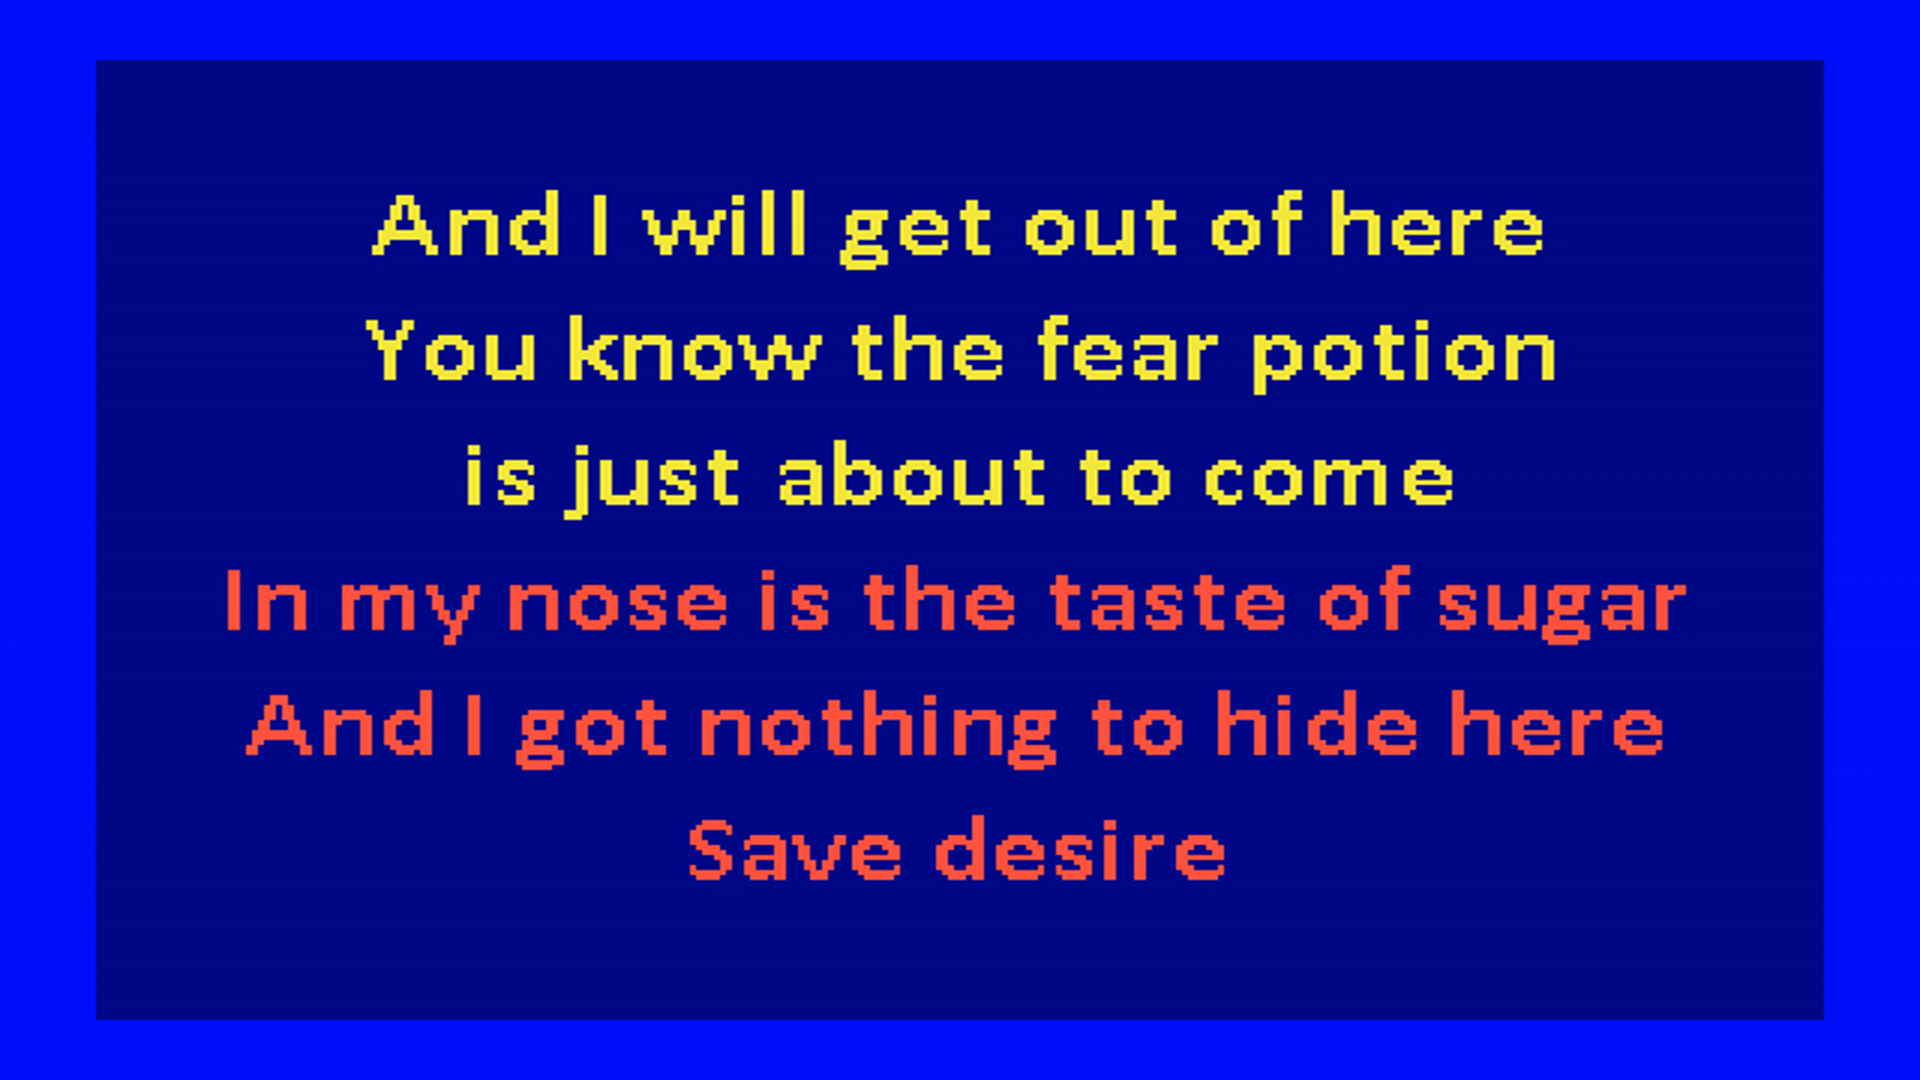 And I will get out of here
You know the fear potion
is just about to come
In my nose is the taste of sugar
And I got nothing to hide here
Save desire